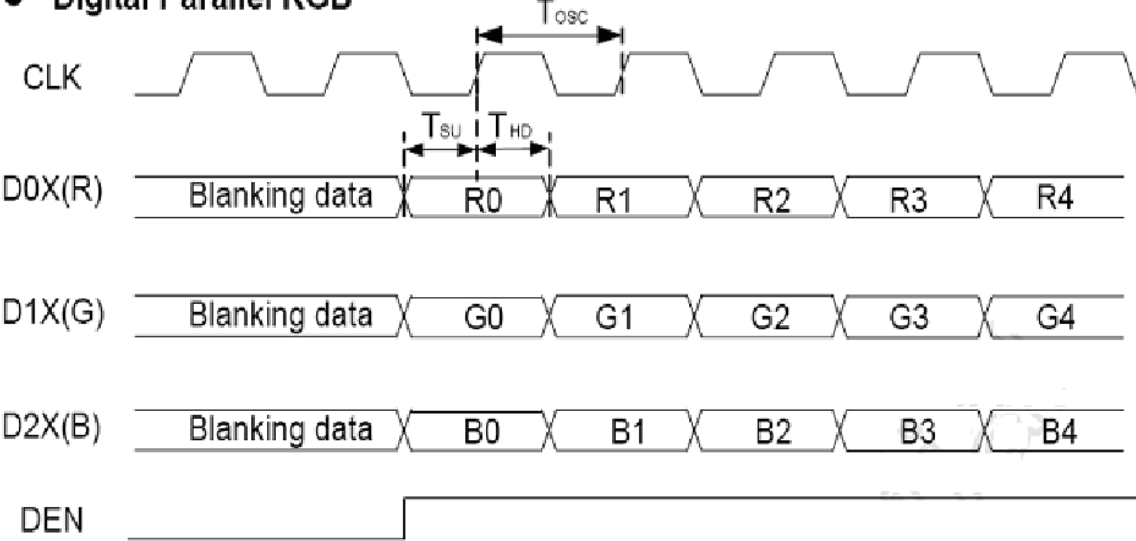 ● Digital Parallel RGB
TOSC
CLK
TSU THD
D0X(R) Blanking data R0 R1 R2 R3 R4
D1X(G) Blanking data G0 G1 G2 G3 G4
D2X(B) Blanking data B0 B1 B2 B3 B4
DEN